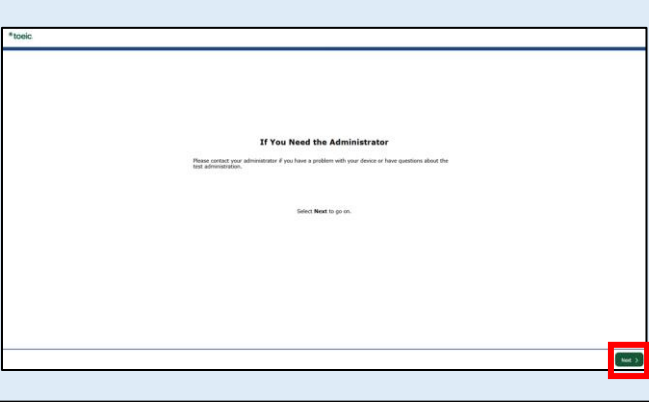 *toeic.
If You Need the Administrator
Please contact your administrator if you have a problem with your device or have questions about the
test administration.
Select Next to go on.
Next >